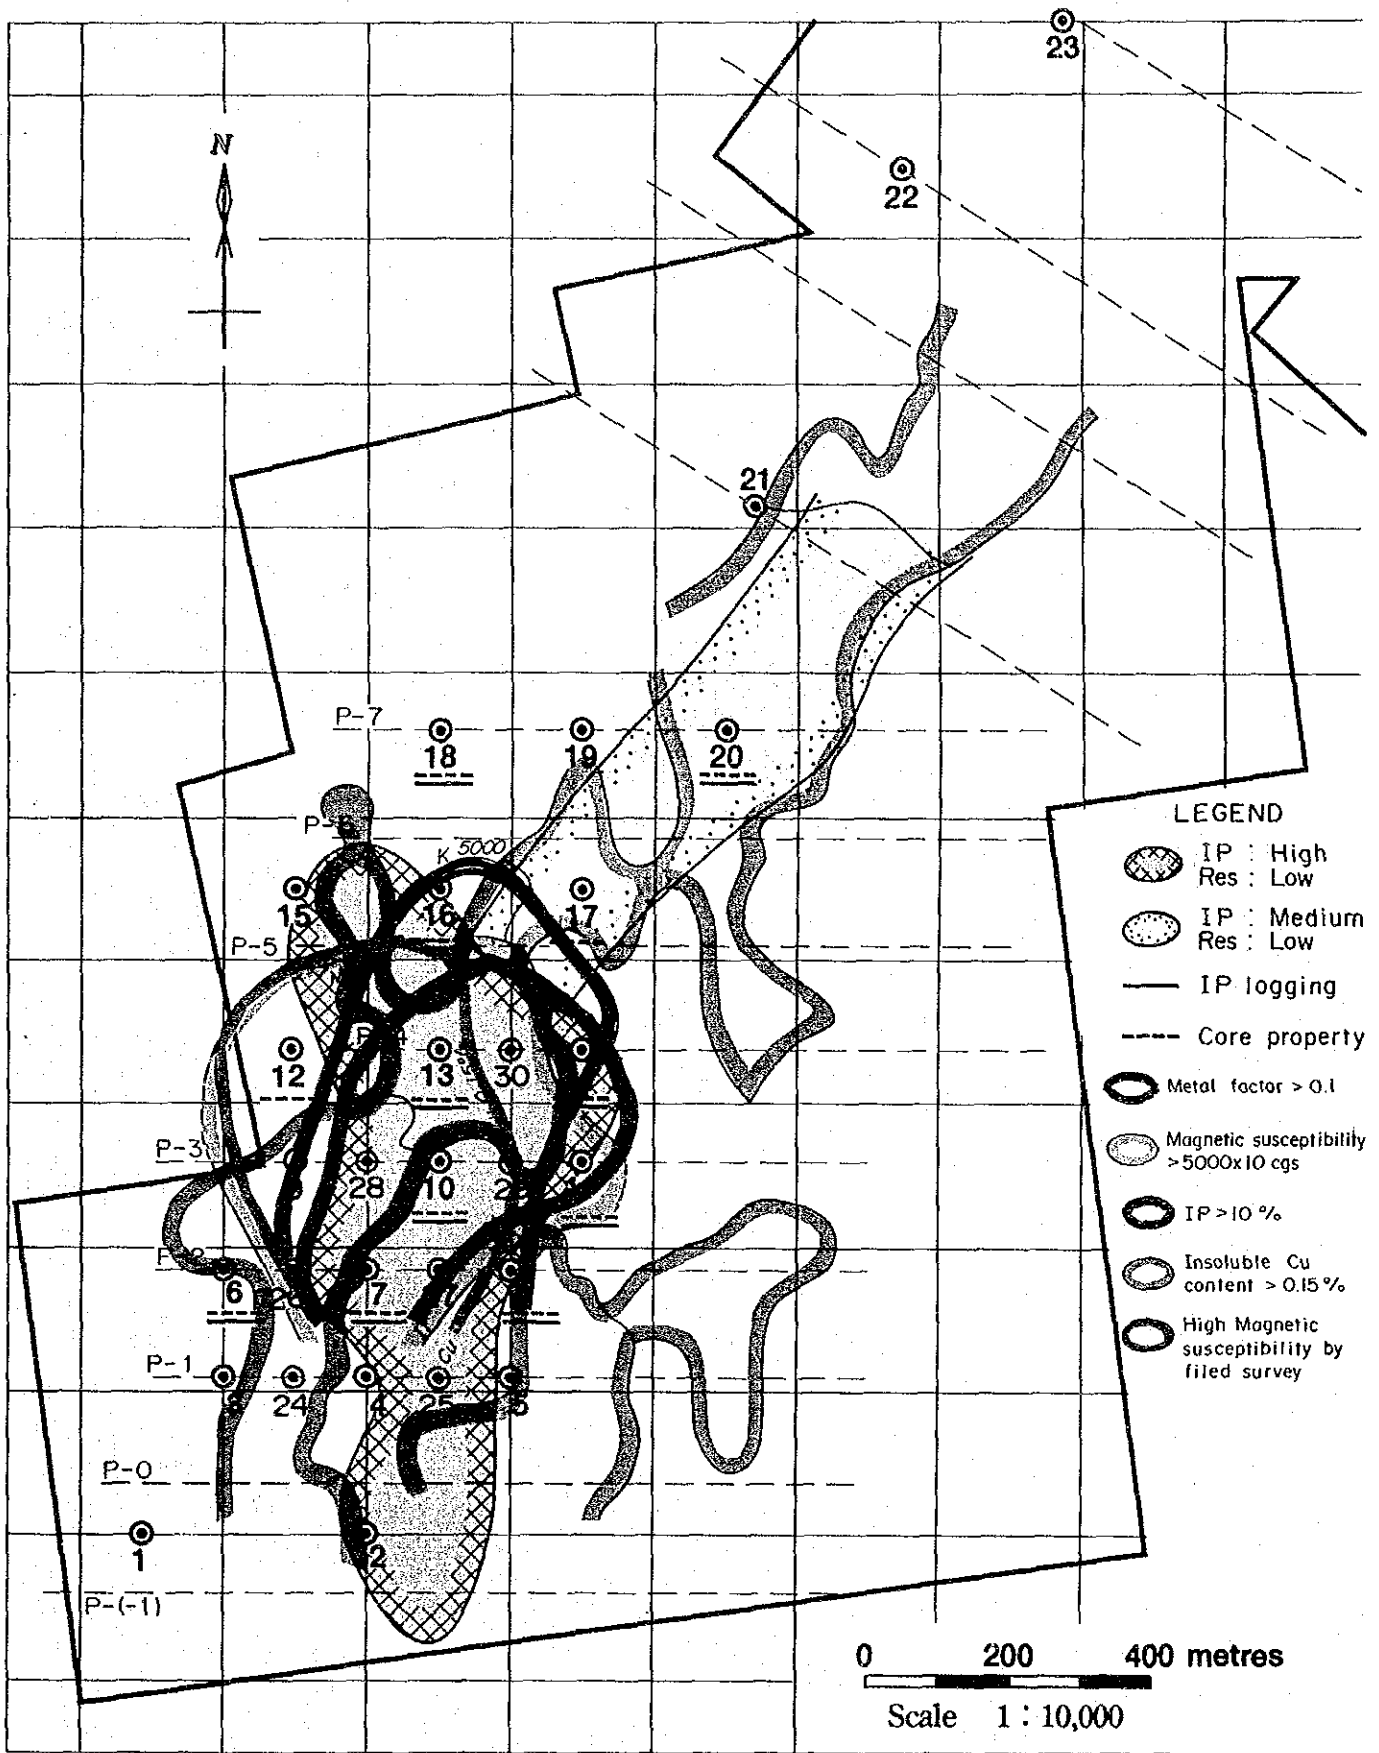 23
N
22
21
P-7
18
19
20
P-6
K 5000
15
16
17
P-5
12
13
30
P-3
28
10
6
7
P-1
24
4
25
5
Cu
P-0
1
2
P-(-1)
LEGEND
IP : High
Res : Low
IP : Medium
Res : Low
IP logging
Core property
Metal factor > 0.1
Magnetic susceptibility
>5000x10 cgs
IP>10 %
Insoluble Cu
content > 0.15%
High Magnetic
susceptibility by
filed survey
0 200 400 metres
Scale 1 : 10,000